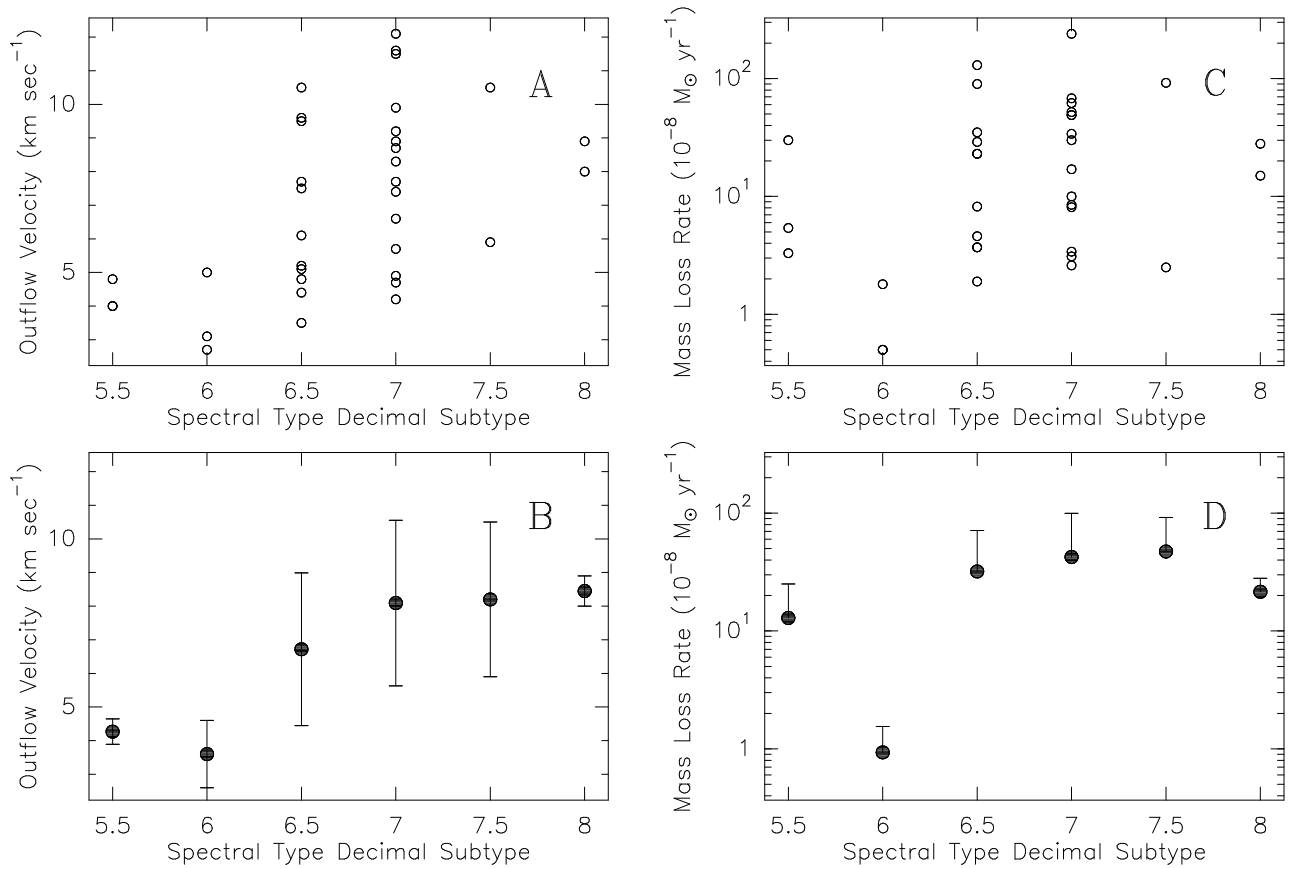 Outflow Velocity (km sec⁻¹)
10
5
A
5.5 6 6.5 7 7.5 8
Spectral Type Decimal Subtype
Mass Loss Rate (10⁻⁸ M⊙ yr⁻¹)
10²
10¹
1
C
5.5 6 6.5 7 7.5 8
Spectral Type Decimal Subtype
Outflow Velocity (km sec⁻¹)
10
5
B
5.5 6 6.5 7 7.5 8
Spectral Type Decimal Subtype
Mass Loss Rate (10⁻⁸ M⊙ yr⁻¹)
10²
10¹
1
D
5.5 6 6.5 7 7.5 8
Spectral Type Decimal Subtype